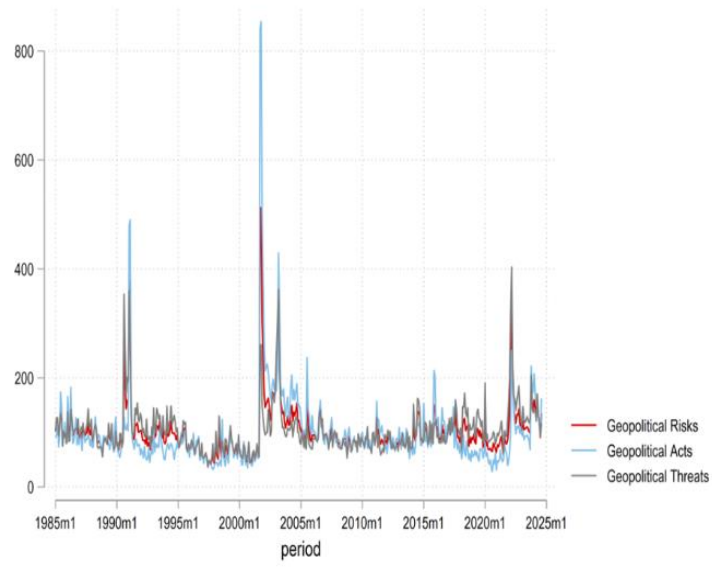 800
600
400
200
0
1985m1 1990m1 1995m1 2000m1 2005m1 2010m1 2015m1 2020m1 2025m1
period
Geopolitical Risks
Geopolitical Acts
Geopolitical Threats